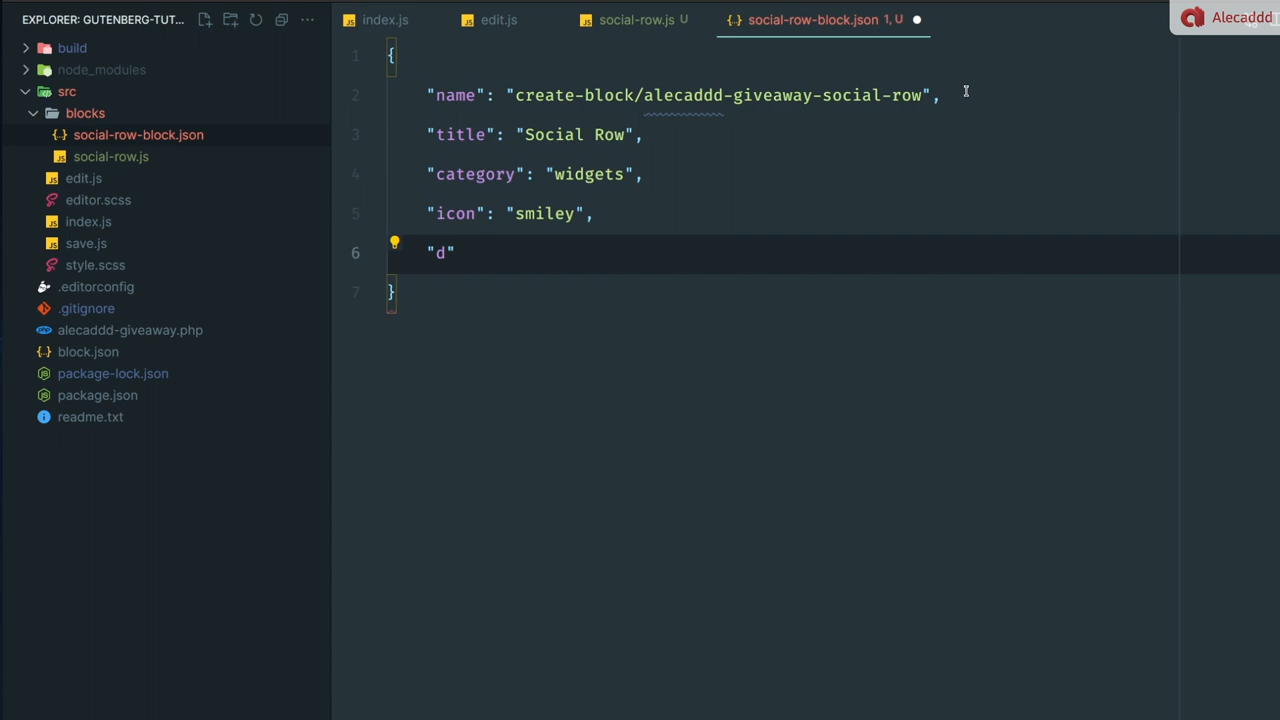 EXPLORER: GUTENBERG-TUT...
build
node_modules
src
blocks
social-row-block.json
social-row.js
edit.js
editor.scss
index.js
save.js
style.scss
.editorconfig
.gitignore
alecaddd-giveaway.php
block.json
package-lock.json
package.json
readme.txt
index.js edit.js social-row.js U social-row-block.json 1, U
Alecaddd
1 {
2 "name": "create-block/alecaddd-giveaway-social-row",
3 "title": "Social Row",
4 "category": "widgets",
5 "icon": "smiley",
6 "d"
7 }